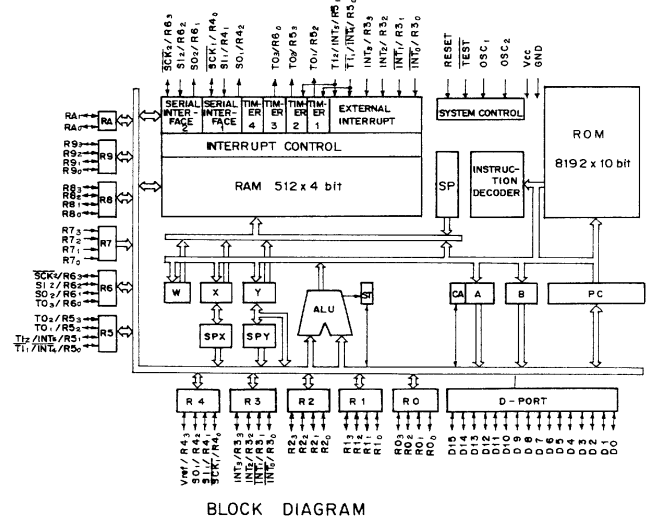 SCK2/R63
SI2/R62
SO2/R61
SCK1/R40
SI1/R41
SO1/R42
TO3/R60
TO2/R53
TO1/R52
TI2/INT5/R51
TI1/INT4/R50
INT3/R33
INT2/R32
INT1/R31
INT0/R30
RESET
TEST
OSC1
OSC2
Vcc
GND
SERIAL INTERFACE 2
SERIAL INTERFACE 1
TIMER 4
TIMER 3
TIMER 2
TIMER 1
EXTERNAL INTERRUPT
SYSTEM CONTROL
ROM
8192 x 10 bit
INTERRUPT CONTROL
RAM 512 x 4 bit
SP
INSTRUCTION DECODER
RA1
RA0
RA
R93
R92
R91
R90
R9
R83
R82
R81
R80
R8
R73
R72
R71
R70
R7
SCK2/R63
SI2/R62
SO2/R61
TO3/R60
R6
TO2/R53
TO1/R52
TI2/INT5/R51
TI1/INT4/R50
R5
W
X
Y
ALU
ST
CA
A
B
PC
SPX
SPY
R4
R3
R2
R1
R0
D-PORT
Vref/R43
SO1/R42
SI1/R41
SCK1/R40
INT3/R33
INT2/R32
INT1/R31
INT0/R30
R23
R22
R21
R20
R13
R12
R11
R10
R03
R02
R01
R00
D15
D14
D13
D12
D11
D10
D9
D8
D7
D6
D5
D4
D3
D2
D1
D0
BLOCK DIAGRAM